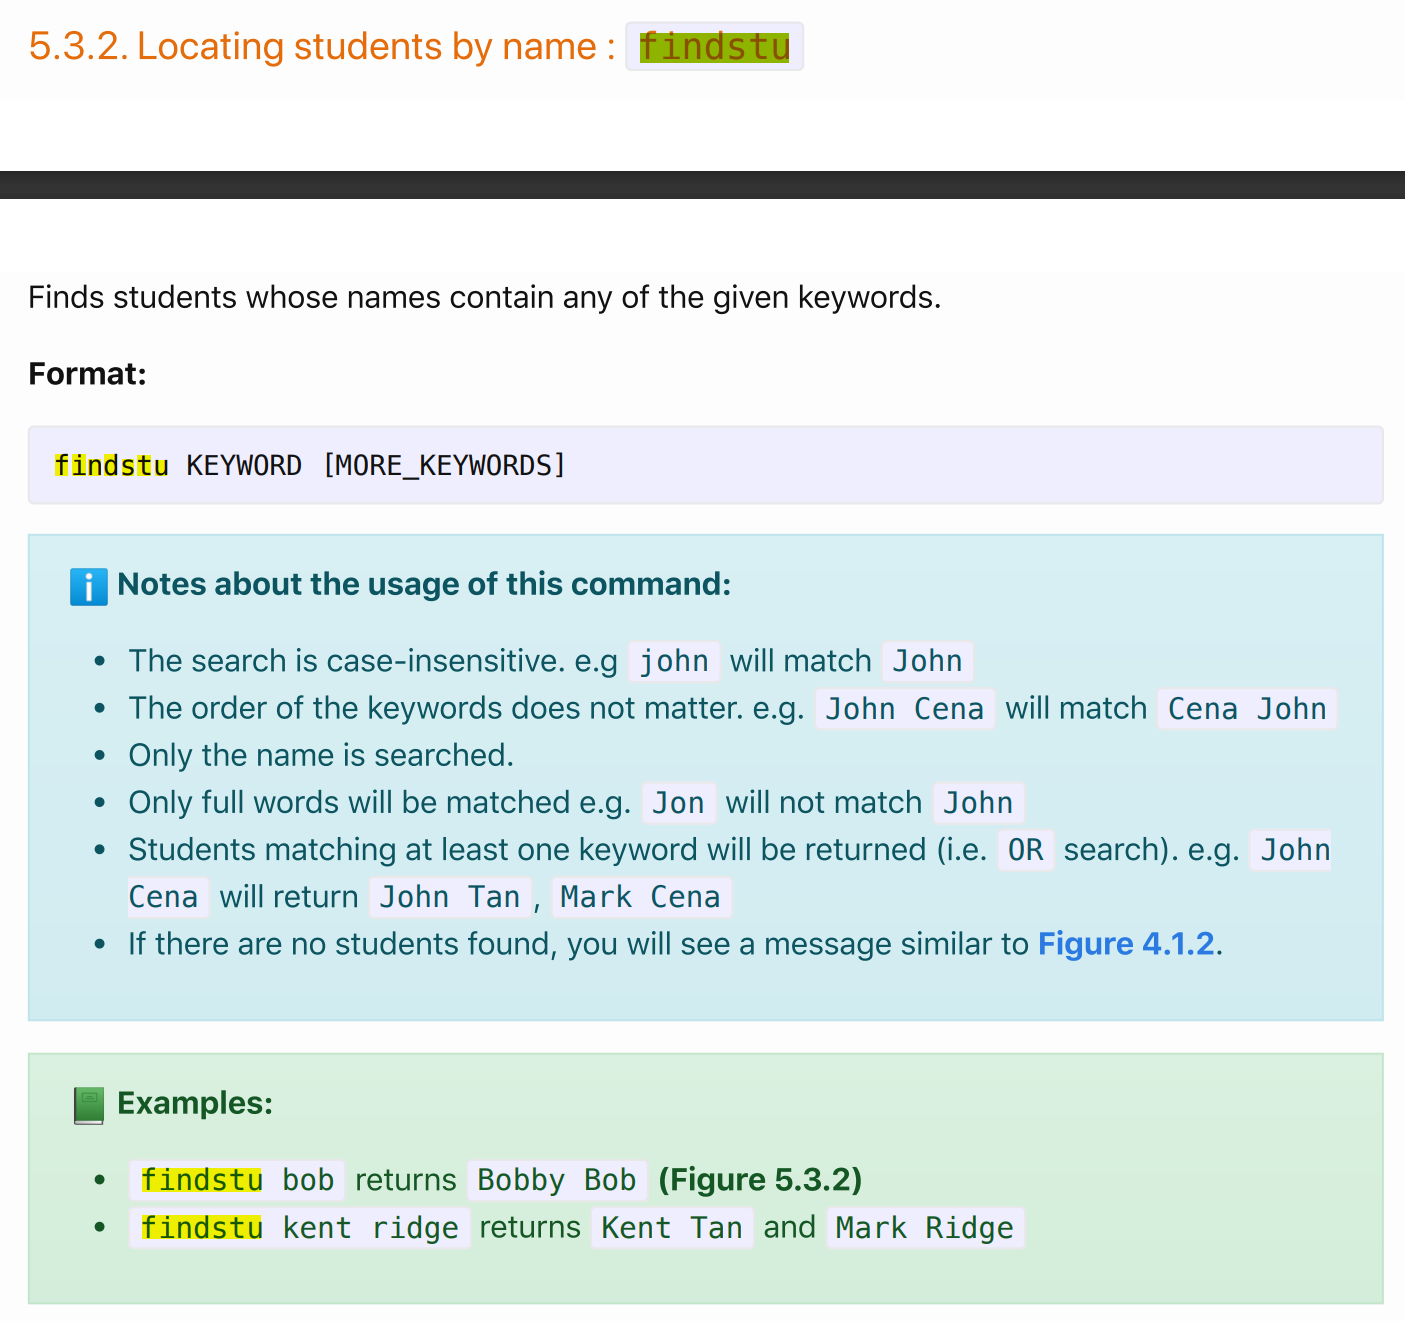 5.3.2. Locating students by name : findstu
Finds students whose names contain any of the given keywords.
Format:
findstu KEYWORD [MORE_KEYWORDS]
Notes about the usage of this command:
• The search is case-insensitive. e.g john will match John
• The order of the keywords does not matter. e.g. John Cena will match Cena John
• Only the name is searched.
• Only full words will be matched e.g. Jon will not match John
• Students matching at least one keyword will be returned (i.e. OR search). e.g. John
Cena will return John Tan, Mark Cena
• If there are no students found, you will see a message similar to Figure 4.1.2.
Examples:
• findstu bob returns Bobby Bob (Figure 5.3.2)
• findstu kent ridge returns Kent Tan and Mark Ridge